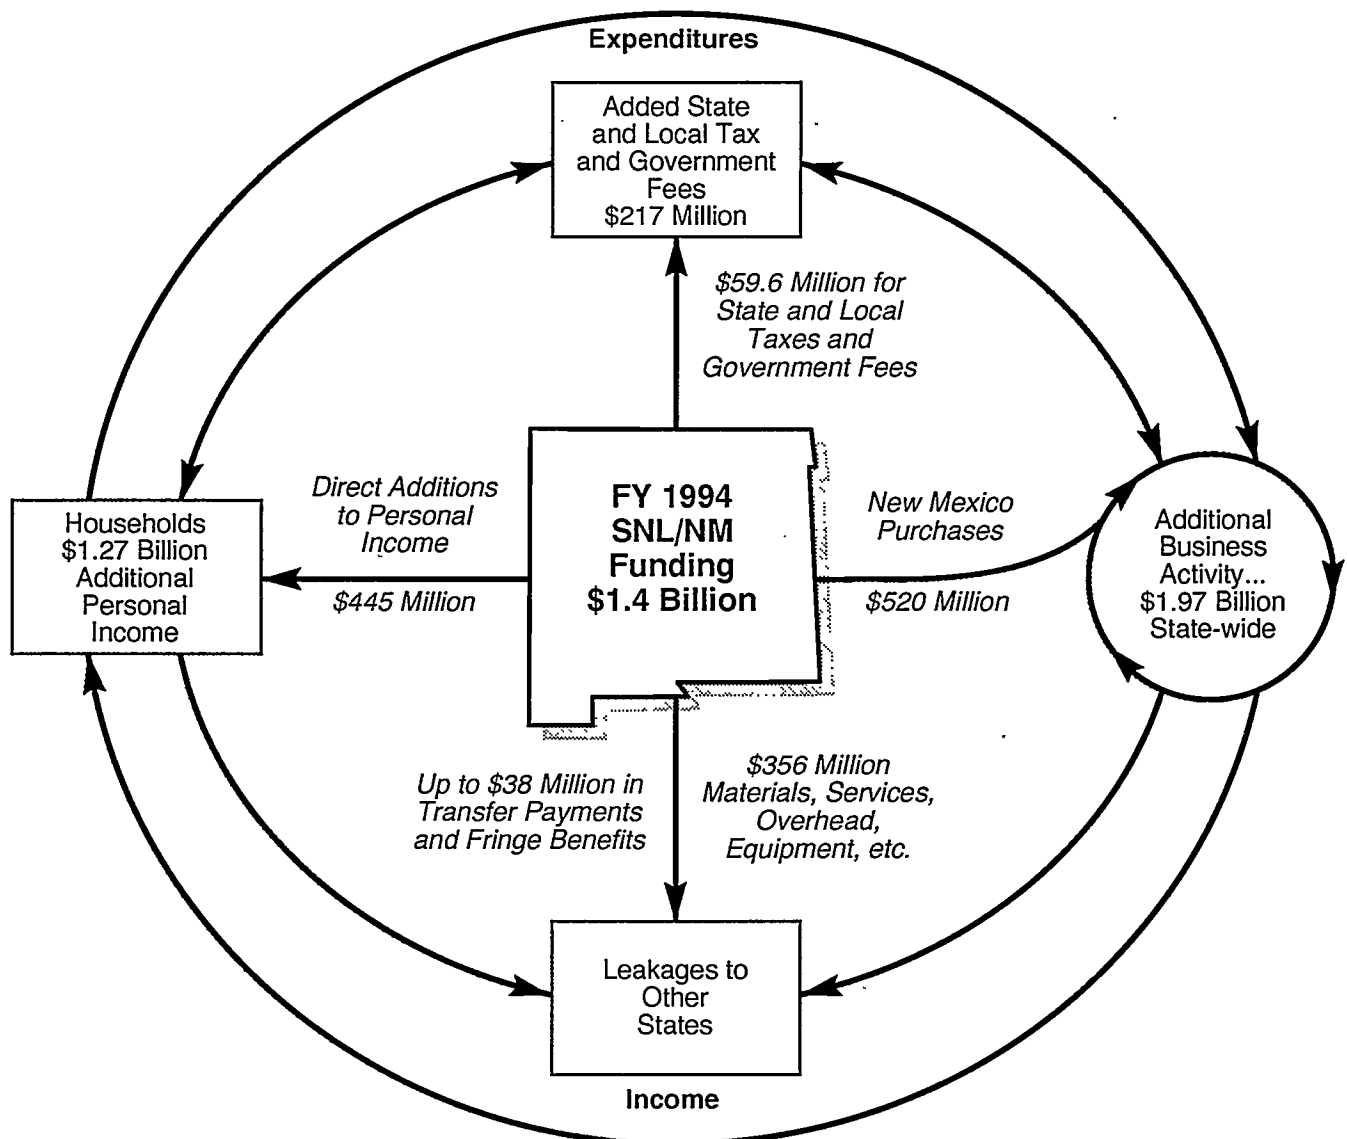 Expenditures
Added State
and Local Tax
and Government
Fees
$217 Million
$59.6 Million for
State and Local
Taxes and
Government Fees
Direct Additions
to Personal
Income
$445 Million
Households
$1.27 Billion
Additional
Personal
Income
FY 1994
SNL/NM
Funding
$1.4 Billion
New Mexico
Purchases
$520 Million
Additional
Business
Activity...
$1.97 Billion
State-wide
Up to $38 Million in
Transfer Payments
and Fringe Benefits
$356 Million
Materials, Services,
Overhead,
Equipment, etc.
Leakages to
Other
States
Income